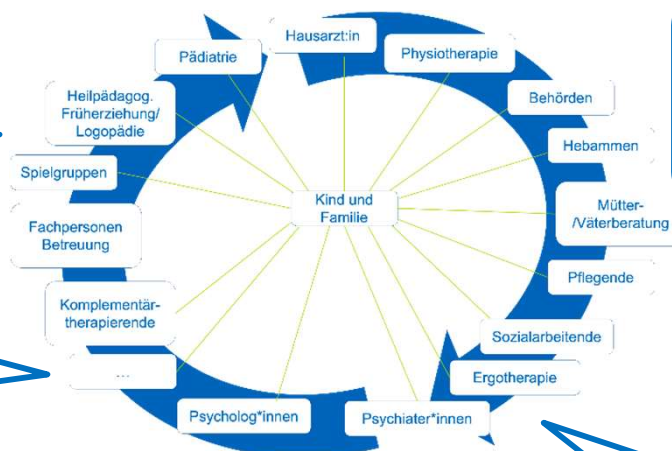 Hausarzt:in
Physiotherapie
Behörden
Hebammen
Mütter-
/Väterberatung
Pflegende
Sozialarbeitende
Ergotherapie
Psychiater*innen
Psycholog*innen
...
Komplementär-
therapierende
Fachpersonen
Betreuung
Spielgruppen
Heilpädagog.
Früherziehung/
Logopädie
Pädiatrie
Kind und
Familie